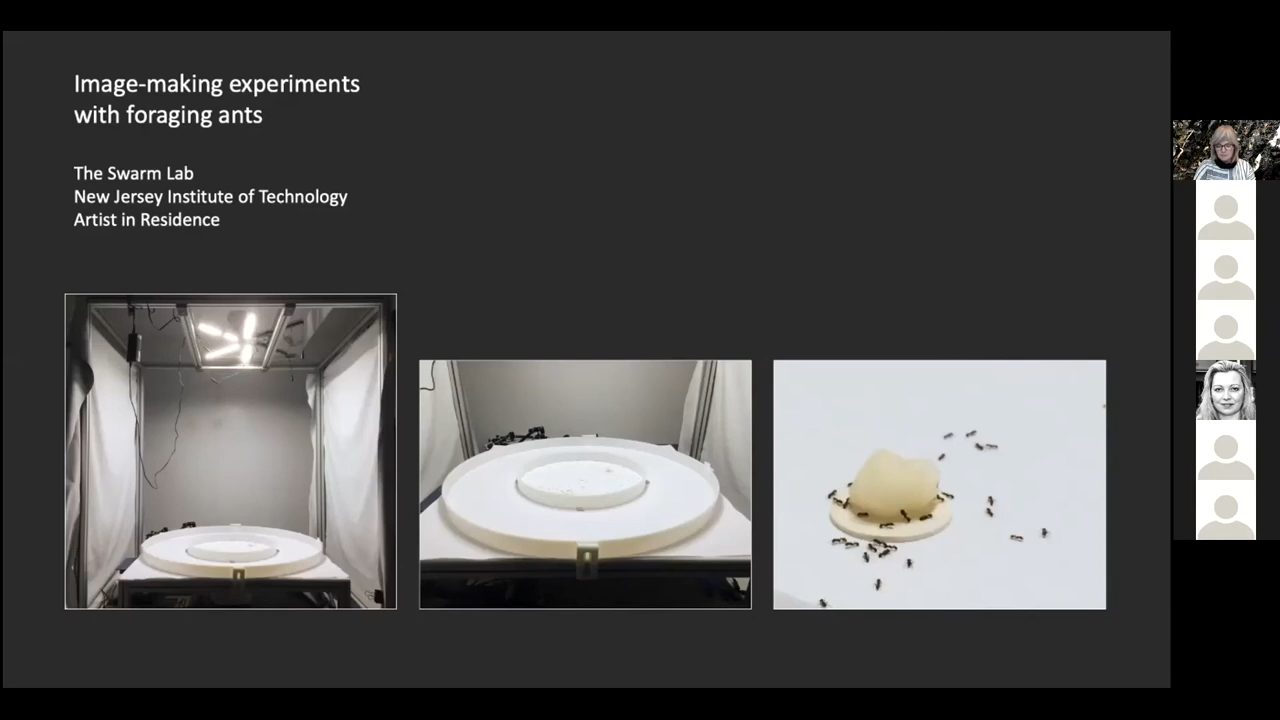 Image-making experiments
with foraging ants
The Swarm Lab
New Jersey Institute of Technology
Artist in Residence